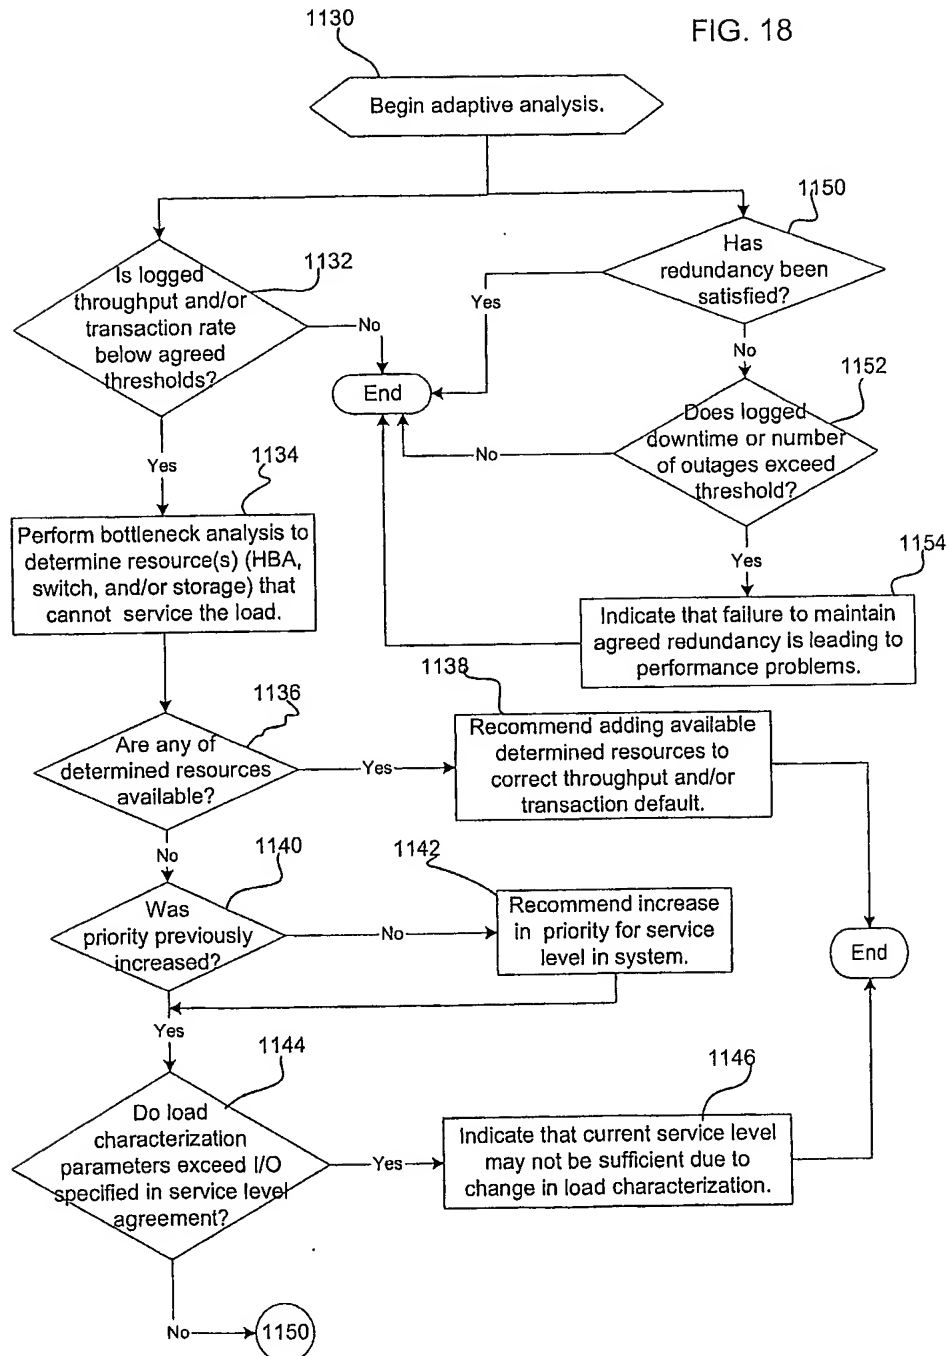 1130
FIG. 18
Begin adaptive analysis.
1150
Has
redundancy been
satisfied?
1132
Is logged
throughput and/or
transaction rate
below agreed
thresholds?
No
Yes
End
No
1152
Does logged
downtime or number
of outages exceed
threshold?
No
Yes
Yes
1134
Perform bottleneck analysis to
determine resource(s) (HBA,
switch, and/or storage) that
cannot service the load.
1154
Indicate that failure to maintain
agreed redundancy is leading to
performance problems.
1136
Are any of
determined resources
available?
Yes
1138
Recommend adding available
determined resources to
correct throughput and/or
transaction default.
No
1140
Was
priority previously
increased?
No
1142
Recommend increase
in priority for service
level in system.
End
Yes
1144
Do load
characterization
parameters exceed I/O
specified in service level
agreement?
Yes
1146
Indicate that current service level
may not be sufficient due to
change in load characterization.
No
1150